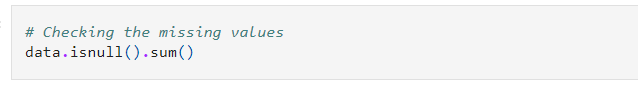 # Checking the missing values
data.isnull().sum()